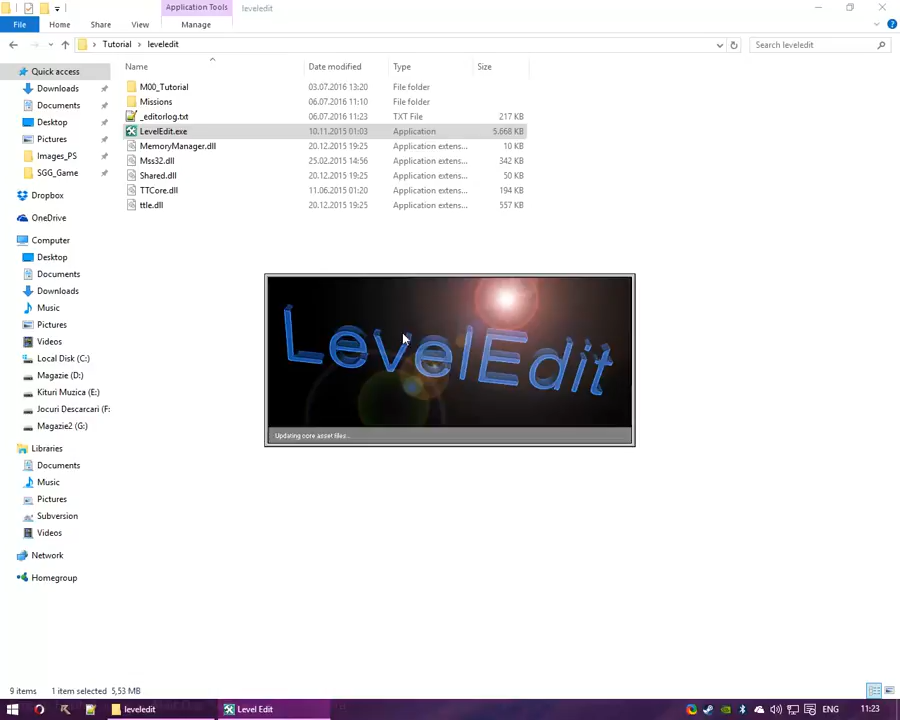 Application Tools
leveledit
File
Home
Share
View
Manage
Tutorial
leveledit
Search leveledit
Name
Date modified
Type
Size
Quick access
Downloads
Documents
Desktop
Pictures
Images_PS
SGG_Game
Dropbox
OneDrive
Computer
Desktop
Documents
Downloads
Music
Pictures
Videos
Local Disk (C:)
Magazie (D:)
Kituri Muzica (E:)
Jocuri Descarcari (F:
Magazie2 (G:)
Libraries
Documents
Music
Pictures
Subversion
Videos
Network
Homegroup
M00_Tutorial 03.07.2016 13:20 File folder
Missions 06.07.2016 11:10 File folder
_editorlog.txt 06.07.2016 11:23 TXT File 217 KB
LevelEdit.exe 10.11.2015 01:03 Application 5.668 KB
MemoryManager.dll 20.12.2015 19:25 Application extens... 10 KB
Mss32.dll 25.02.2015 14:56 Application extens... 342 KB
Shared.dll 20.12.2015 19:25 Application extens... 50 KB
TTCore.dll 11.06.2015 01:20 Application extens... 194 KB
ttle.dll 20.12.2015 19:25 Application extens... 557 KB
LevelEdit
Updating core asset files...
9 items
1 item selected 5,53 MB
leveledit
Level Edit
ENG
11:23